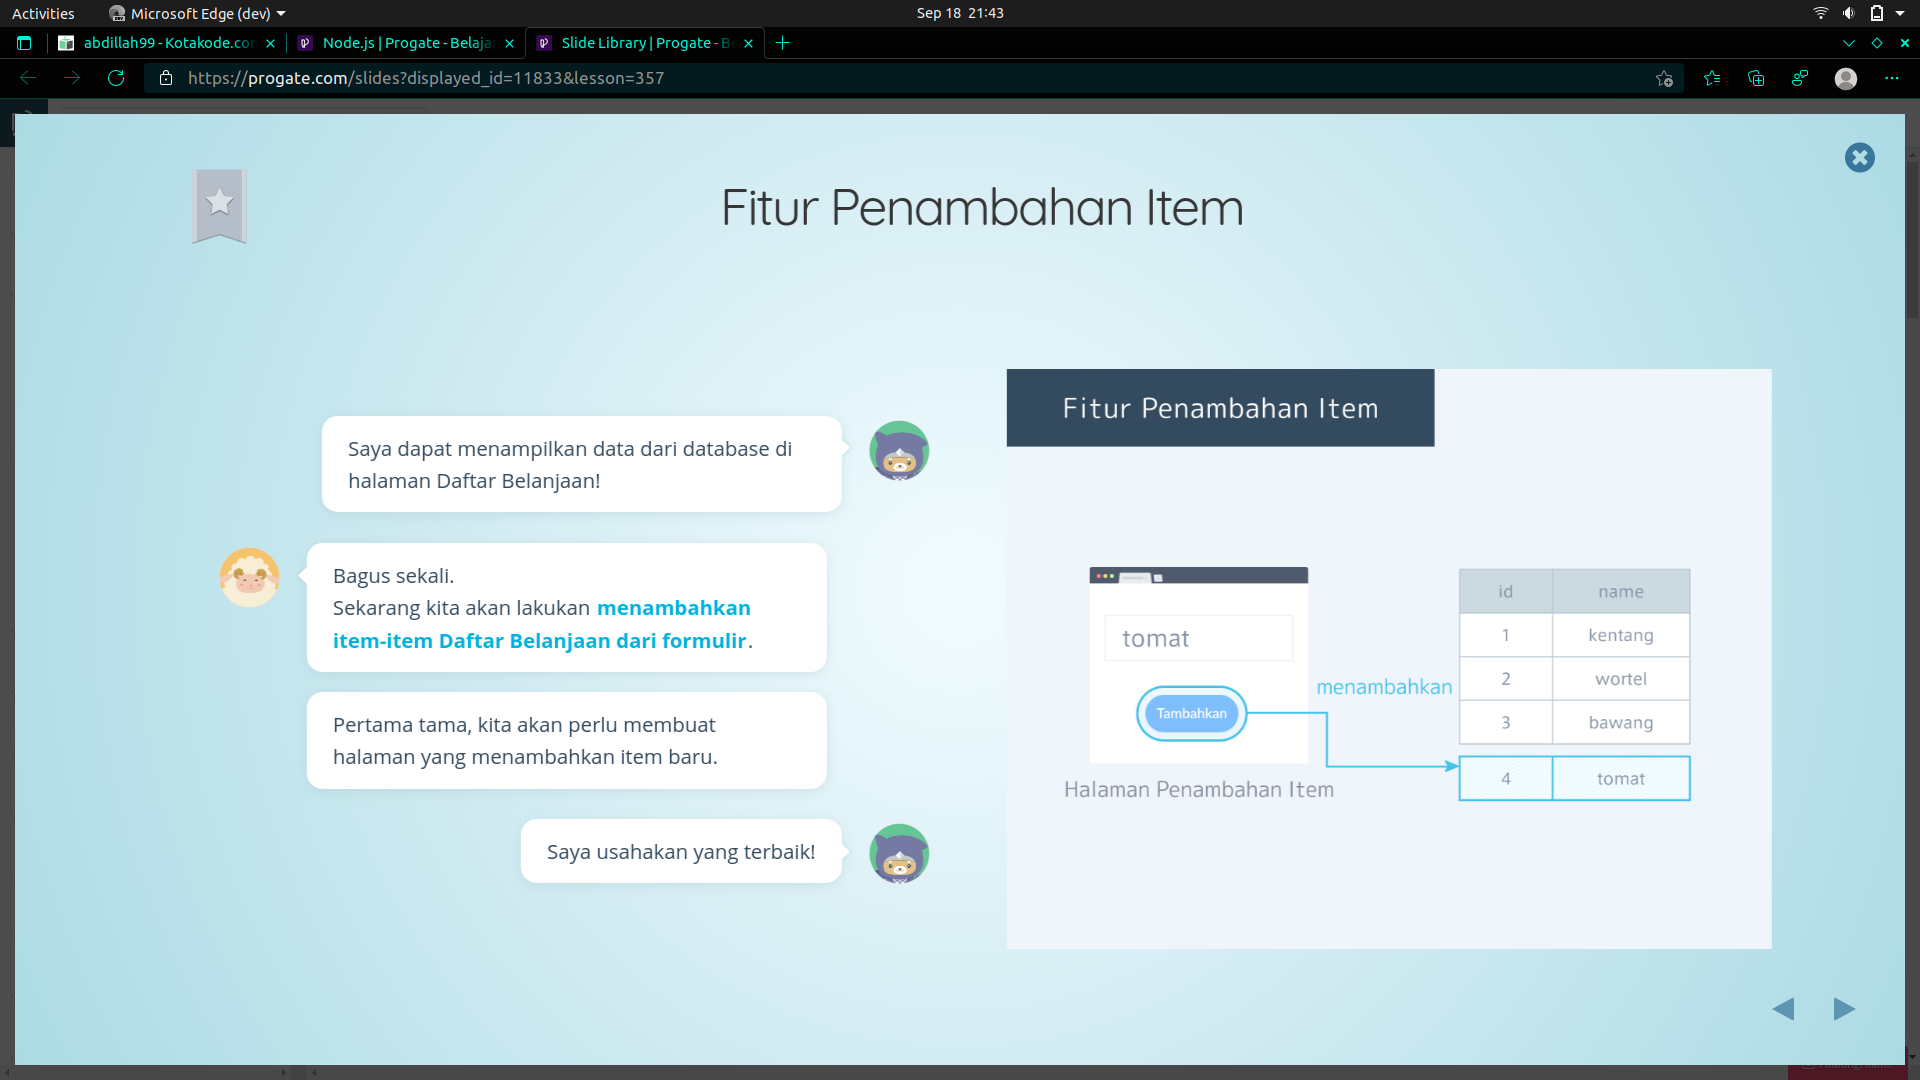 Activities
Microsoft Edge (dev)
Sep 18 21:43
abdillah99 - Kotakode.co
Node.js | Progate - Belaja
Slide Library | Progate - B
https://progate.com/slides?displayed_id=11833&lesson=357
Fitur Penambahan Item
Saya dapat menampilkan data dari database di
halaman Daftar Belanjaan!
Bagus sekali.
Sekarang kita akan lakukan menambahkan
item-item Daftar Belanjaan dari formulir.
Pertama tama, kita akan perlu membuat
halaman yang menambahkan item baru.
Saya usahakan yang terbaik!
Fitur Penambahan Item
tomat
Tambahkan
Halaman Penambahan Item
menambahkan
id name
1 kentang
2 wortel
3 bawang
4 tomat